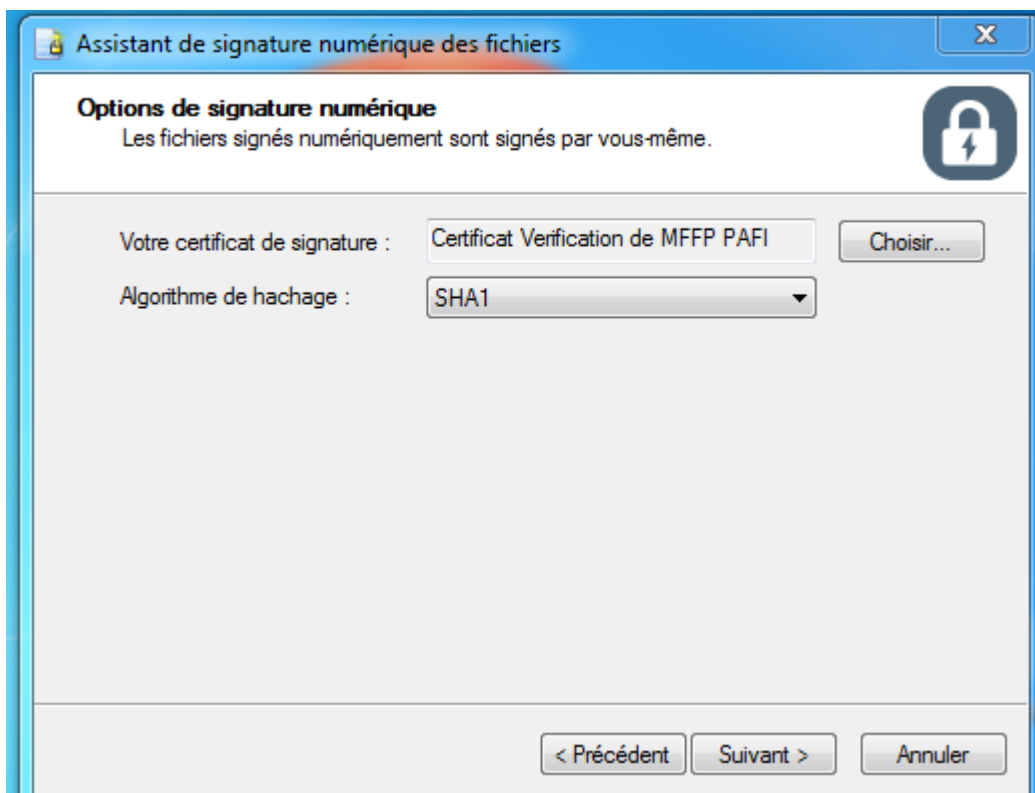 Assistant de signature numérique des fichiers
Options de signature numérique
Les fichiers signés numériquement sont signés par vous-même.
Votre certificat de signature :
Certificat Verification de MFFP PAFI
Choisir...
Algorithme de hachage :
SHA1
< Précédent
Suivant >
Annuler